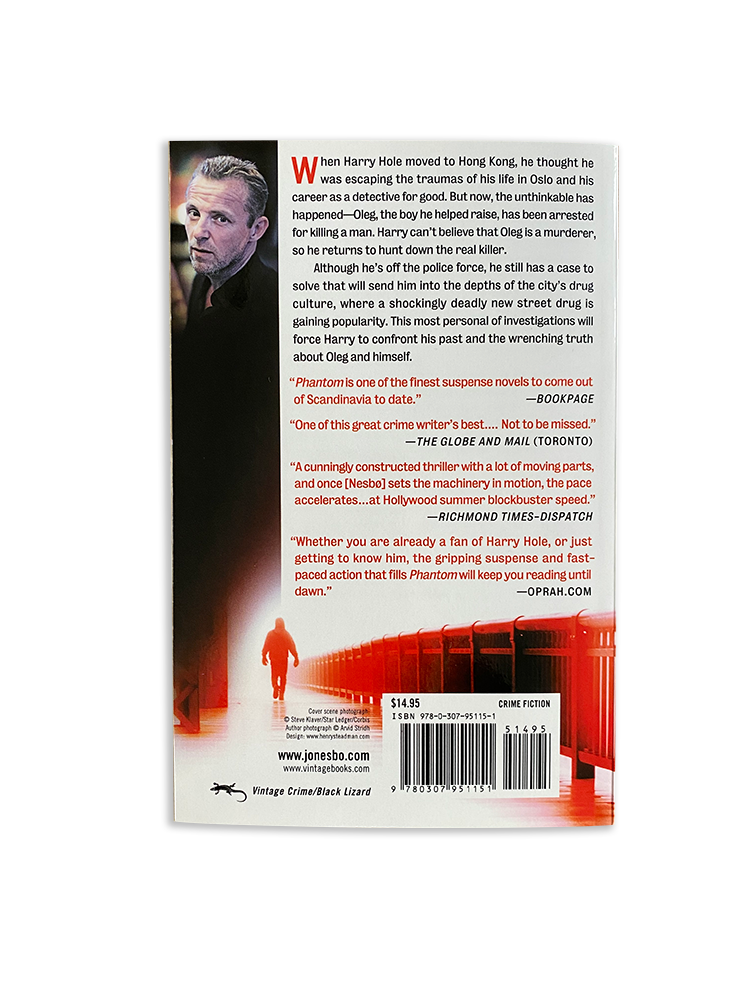 When Harry Hole moved to Hong Kong, he thought he
was escaping the traumas of his life in Oslo and his
career as a detective for good. But now, the unthinkable has
happened—Oleg, the boy he helped raise, has been arrested
for killing a man. Harry can't believe that Oleg is a murderer,
so he returns to hunt down the real killer.
Although he's off the police force, he still has a case to
solve that will send him into the depths of the city's drug
culture, where a shockingly deadly new street drug is
gaining popularity. This most personal of investigations will
force Harry to confront his past and the wrenching truth
about Oleg and himself.
"Phantom is one of the finest suspense novels to come out
of Scandinavia to date." —BOOKPAGE
"One of this great crime writer's best.... Not to be missed."
—THE GLOBE AND MAIL (TORONTO)
"A cunningly constructed thriller with a lot of moving parts,
and once [Nesbo] sets the machinery in motion, the pace
accelerates...at Hollywood summer blockbuster speed."
—RICHMOND TIMES-DISPATCH
"Whether you are already a fan of Harry Hole, or just
getting to know him, the gripping suspense and fast-
paced action that fills Phantom will keep you reading until
dawn." —OPRAH.COM
Cover scene photograph
© Steve Klaver/Star Ledger/Corbis
Author photograph © Arvid Stridh
Design: www.henrysteadman.com
www.jonesbo.com
www.vintagebooks.com
Vintage Crime/Black Lizard
$14.95 CRIME FICTION
ISBN 978-0-307-95115-1
51495
9 780307 951151